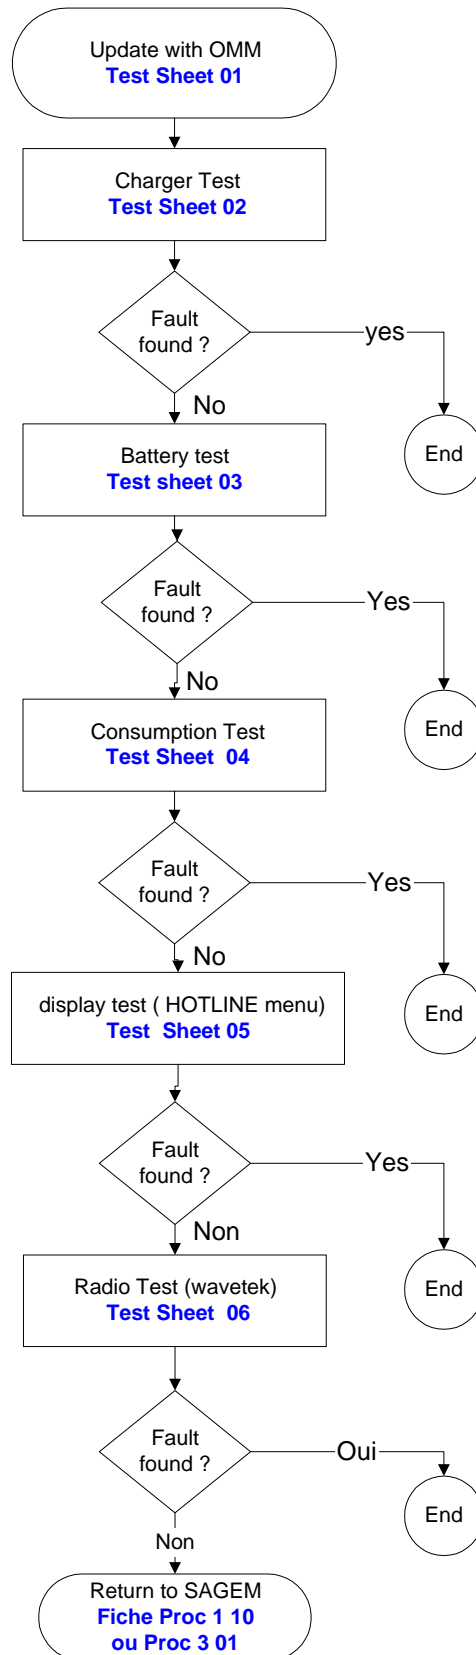 Update with OMM
Test Sheet 01
Charger Test
Test Sheet 02
Fault
found ?
yes
No
End
Battery test
Test sheet 03
Fault
found ?
Yes
No
End
Consumption Test
Test Sheet 04
Fault
found ?
Yes
No
End
display test ( HOTLINE menu)
Test Sheet 05
Fault
found ?
Yes
Non
End
Radio Test (wavetek)
Test Sheet 06
Fault
found ?
Oui
End
Non
Return to SAGEM
Fiche Proc 1 10
ou Proc 3 01